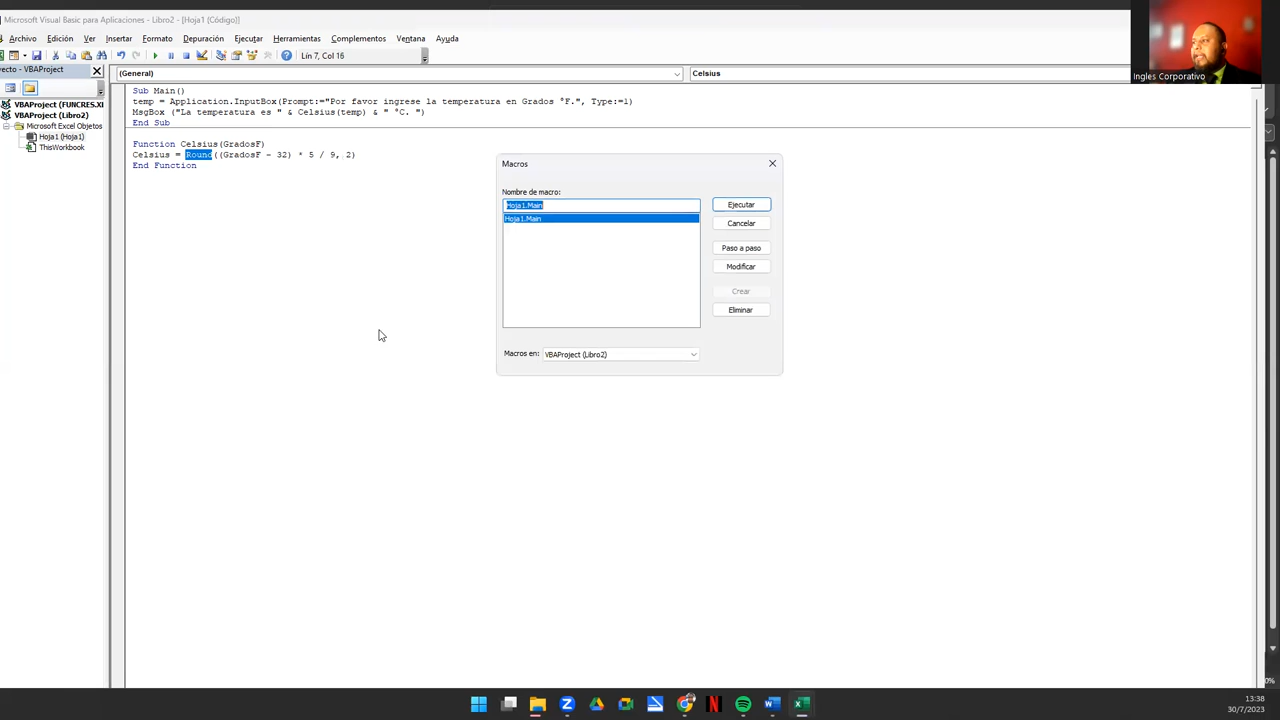 Microsoft Visual Basic para Aplicaciones - Libro2 - [Hoja1 (Código)]
Archivo Edición Ver Insertar Formato Depuración Ejecutar Herramientas Complementos Ventana Ayuda
Lín 7, Col 16
yecto - VBAProject
(General)
Celsius
Ingles Corporativo
VBAProject (FUNCRES.XL
VBAProject (Libro2)
Microsoft Excel Objetos
Hoja1 (Hoja1)
ThisWorkbook
Sub Main()
temp = Application.InputBox(Prompt:="Por favor ingrese la temperatura en Grados °F.", Type:=1)
MsgBox ("La temperatura es " & Celsius(temp) & " °C. ")
End Sub
Function Celsius(GradosF)
Celsius = Round((GradosF - 32) * 5 / 9, 2)
End Function
Macros
Nombre de macro:
Hoja1.Main
Hoja1.Main
Ejecutar
Cancelar
Paso a paso
Modificar
Crear
Eliminar
Macros en:
VBAProject (Libro2)
13:38
30/7/2023